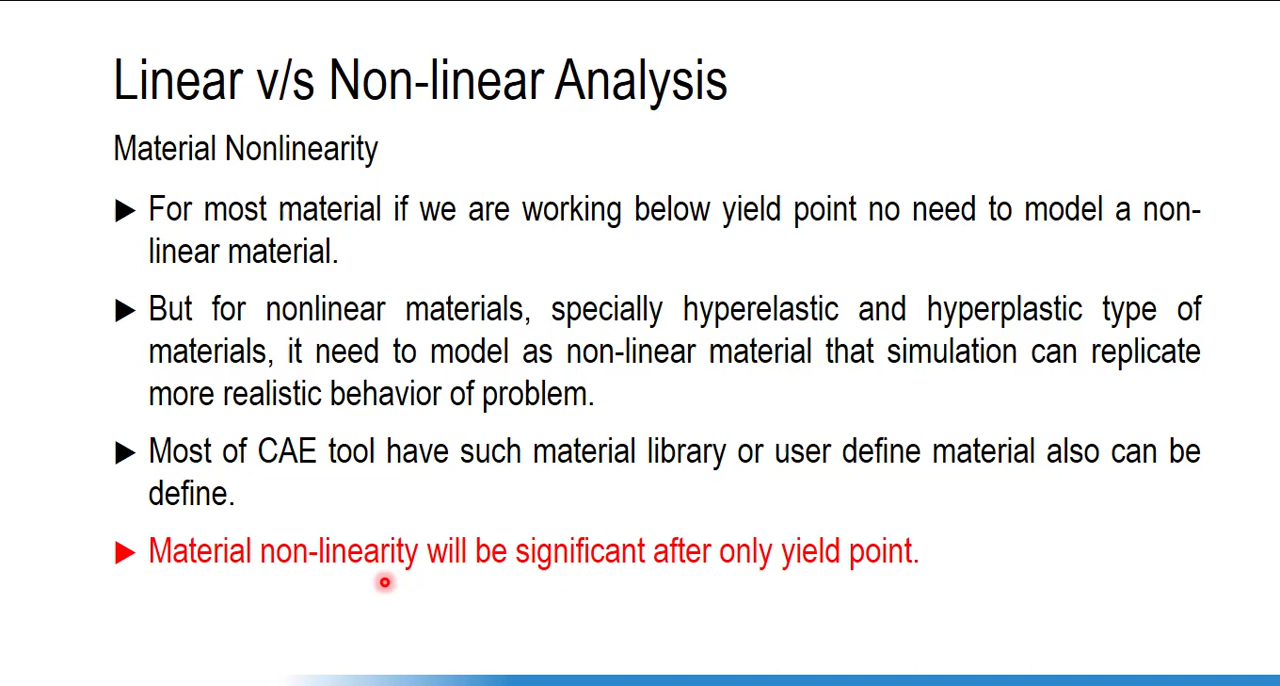 Linear v/s Non-linear Analysis
Material Nonlinearity
For most material if we are working below yield point no need to model a non-
linear material.
But for nonlinear materials, specially hyperelastic and hyperplastic type of
materials, it need to model as non-linear material that simulation can replicate
more realistic behavior of problem.
Most of CAE tool have such material library or user define material also can be
define.
Material non-linearity will be significant after only yield point.